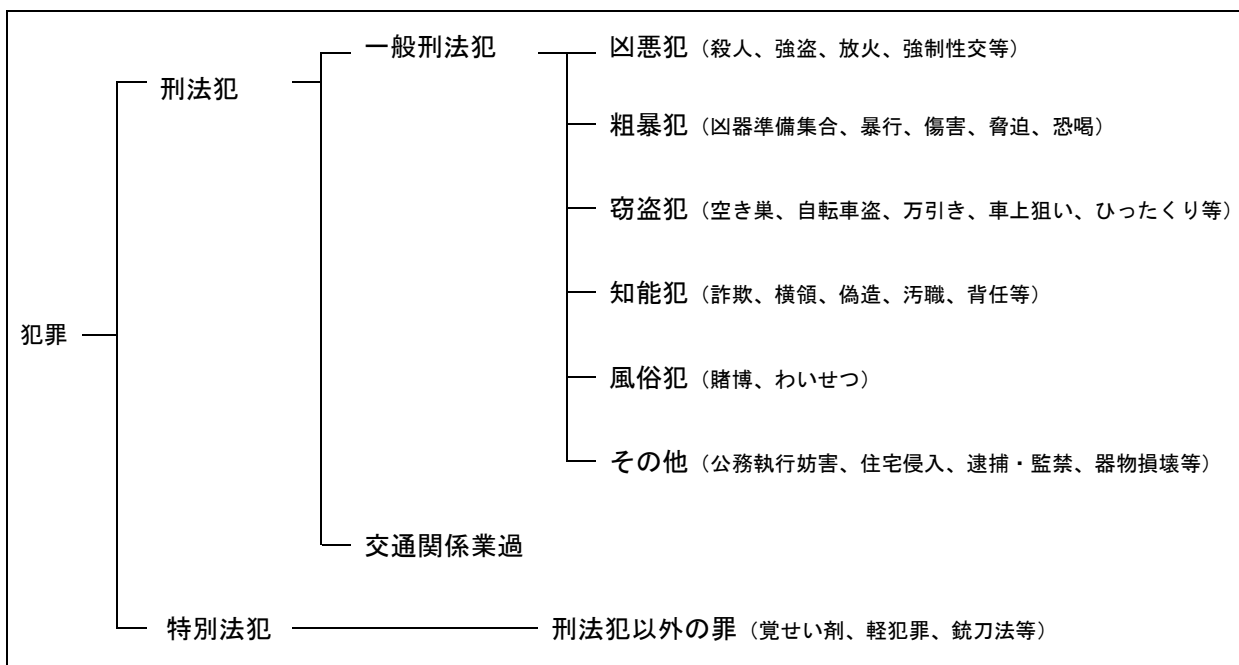 一般刑法犯
凶悪犯（殺人、強盗、放火、強制性交等）
刑法犯
粗暴犯（凶器準備集合、暴行、傷害、脅迫、恐喝）
窃盗犯（空き巣、自転車盗、万引き、車上狙い、ひったくり等）
知能犯（詐欺、横領、偽造、汚職、背任等）
犯罪
風俗犯（賭博、わいせつ）
その他（公務執行妨害、住宅侵入、逮捕・監禁、器物損壊等）
交通関係業過
特別法犯
刑法犯以外の罪（覚せい剤、軽犯罪、銃刀法等）